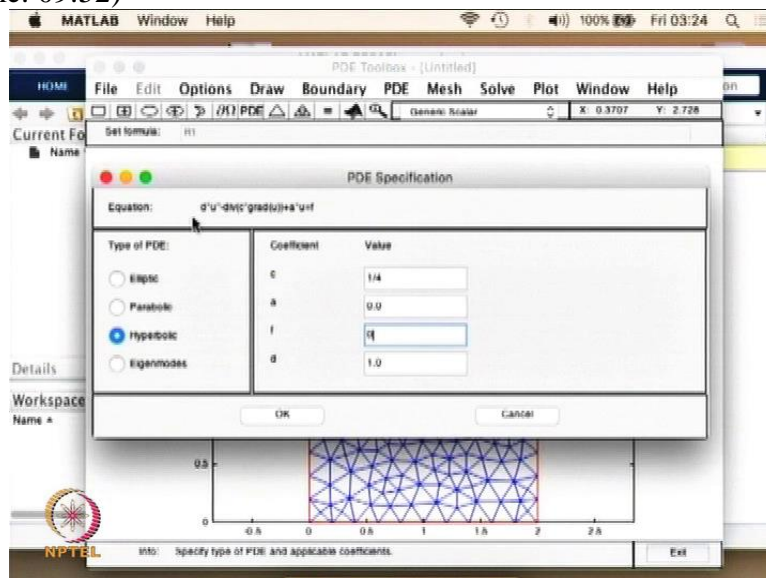 MATLAB Window Help 100% Fri 03:24
PDE Toolbox - [Untitled]
HOME File Edit Options Draw Boundary PDE Mesh Solve Plot Window Help on
PDE = Generic Scalar X: 0.3707 Y: 2.728
Current Fo Set formula: R1
Name
PDE Specification
Equation: d*u''-div(c*grad(u))+a*u=f
Type of PDE: Coefficient Value
Elliptic c 1/4
Parabolic a 0.0
Hyperbolic f 0
Eigenmodes d 1.0
Details
Workspace
Name
OK Cancel
0.5
0
-0.5 0 0.5 1 1.5 2 2.5
NPTEL
Info: Specify type of PDE and applicable coefficients. Exit